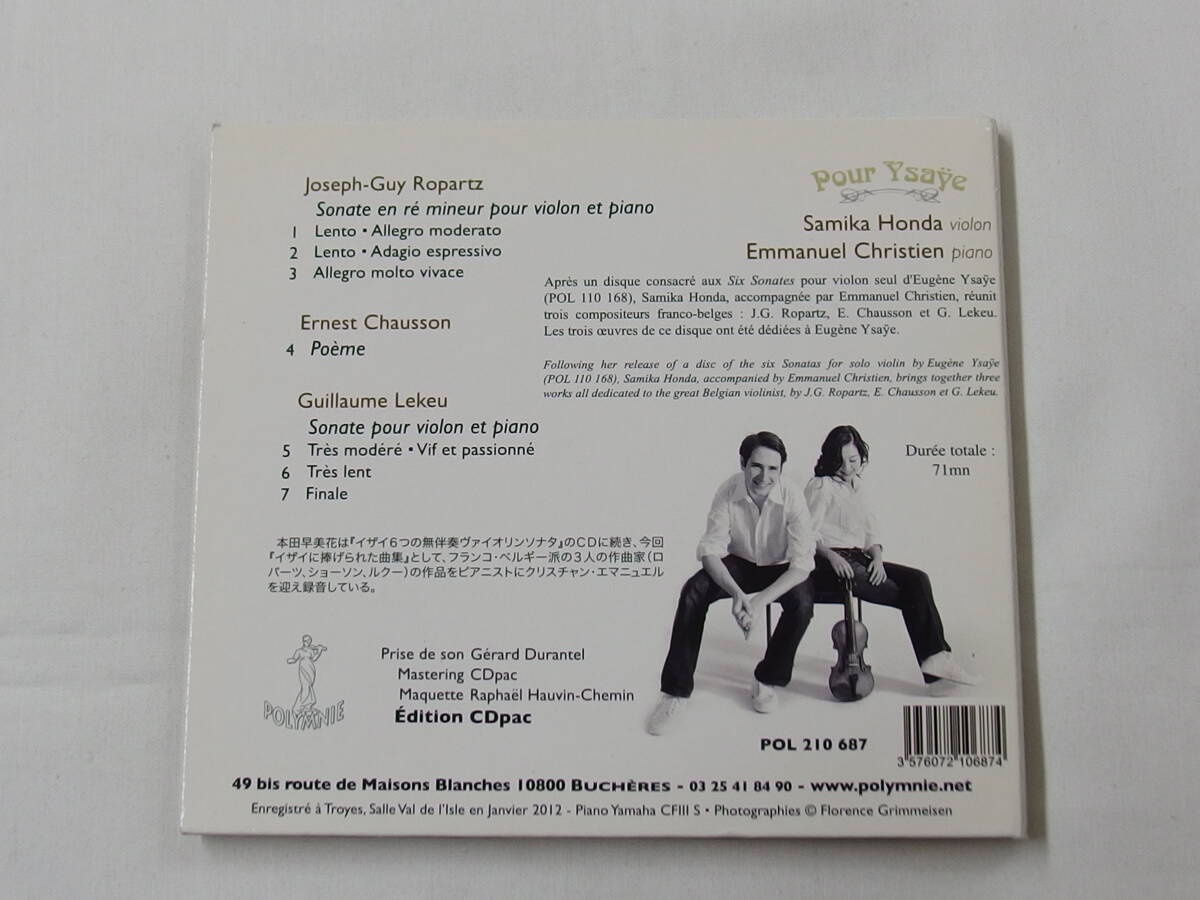 Joseph-Guy Ropartz
Sonate en ré mineur pour violon et piano
1 Lento • Allegro moderato
2 Lento • Adagio espressivo
3 Allegro molto vivace
Ernest Chausson
4 Poème
Guillaume Lekeu
Sonate pour violon et piano
5 Très modéré • Vif et passionné
6 Très lent
7 Finale
本田早美花は『イザイ6つの無伴奏ヴァイオリンソナタ』のCDに続き、今回
『イザイに捧げられた曲集』として、フランコ・ベルギー派の3人の作曲家(ロ
パーツ、ショーソン、ルクー)の作品をピアニストにクリスチャン・エマニュエル
を迎え録音している。
Pour Ysaÿe
Samika Honda violon
Emmanuel Christien piano
Après un disque consacré aux Six Sonates pour violon seul d'Eugène Ysaÿe
(POL 110 168), Samika Honda, accompagnée par Emmanuel Christien, réunit
trois compositeurs franco-belges : J.G. Ropartz, E. Chausson et G. Lekeu.
Les trois œuvres de ce disque ont été dédiées à Eugène Ysaÿe.
Following her release of a disc of the six Sonatas for solo violin by Eugène Ysaÿe
(POL 110 168), Samika Honda, accompanied by Emmanuel Christien, brings together three
works all dedicated to the great Belgian violinist, by J.G. Ropartz, E. Chausson et G. Lekeu.
Durée totale :
71mn
POLYMNIE
Prise de son Gérard Durantel
Mastering CDpac
Maquette Raphaël Hauvin-Chemin
Édition CDpac
POL 210 687
3 576072 106874
49 bis route de Maisons Blanches 10800 BUCHÈRES - 03 25 41 84 90 - www.polymnie.net
Enregistré à Troyes, Salle Val de l'Isle en Janvier 2012 - Piano Yamaha CFIII S • Photographies © Florence Grimmeisen